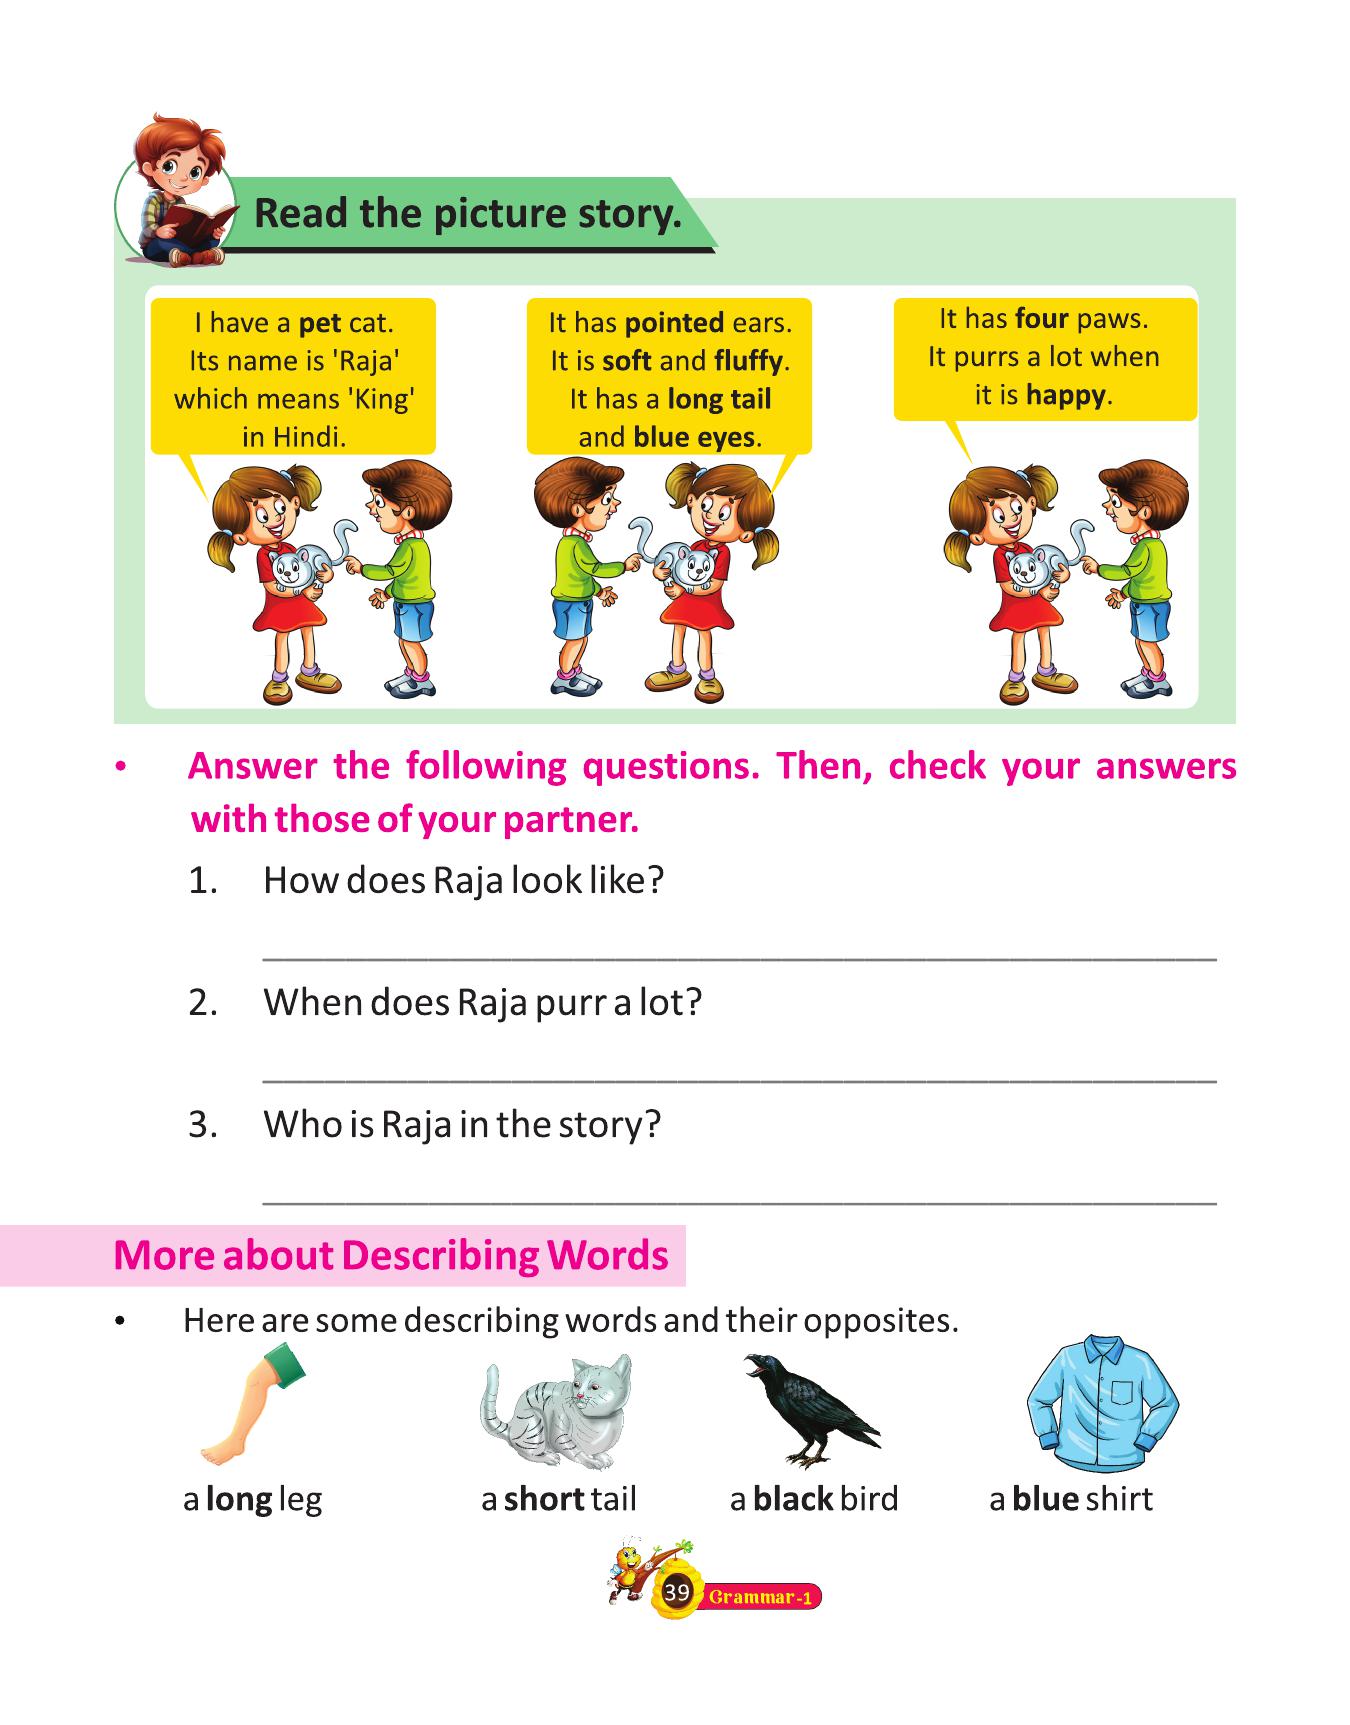 Read the picture story.
I have a pet cat.
Its name is 'Raja'
which means 'King'
in Hindi.
It has pointed ears.
It is soft and fluffy.
It has a long tail
and blue eyes.
It has four paws.
It purrs a lot when
it is happy.
• Answer the following questions. Then, check your answers
with those of your partner.
1. How does Raja look like?
2. When does Raja purr a lot?
3. Who is Raja in the story?
More about Describing Words
• Here are some describing words and their opposites.
a long leg
a short tail
a black bird
a blue shirt
39 Grammar-1